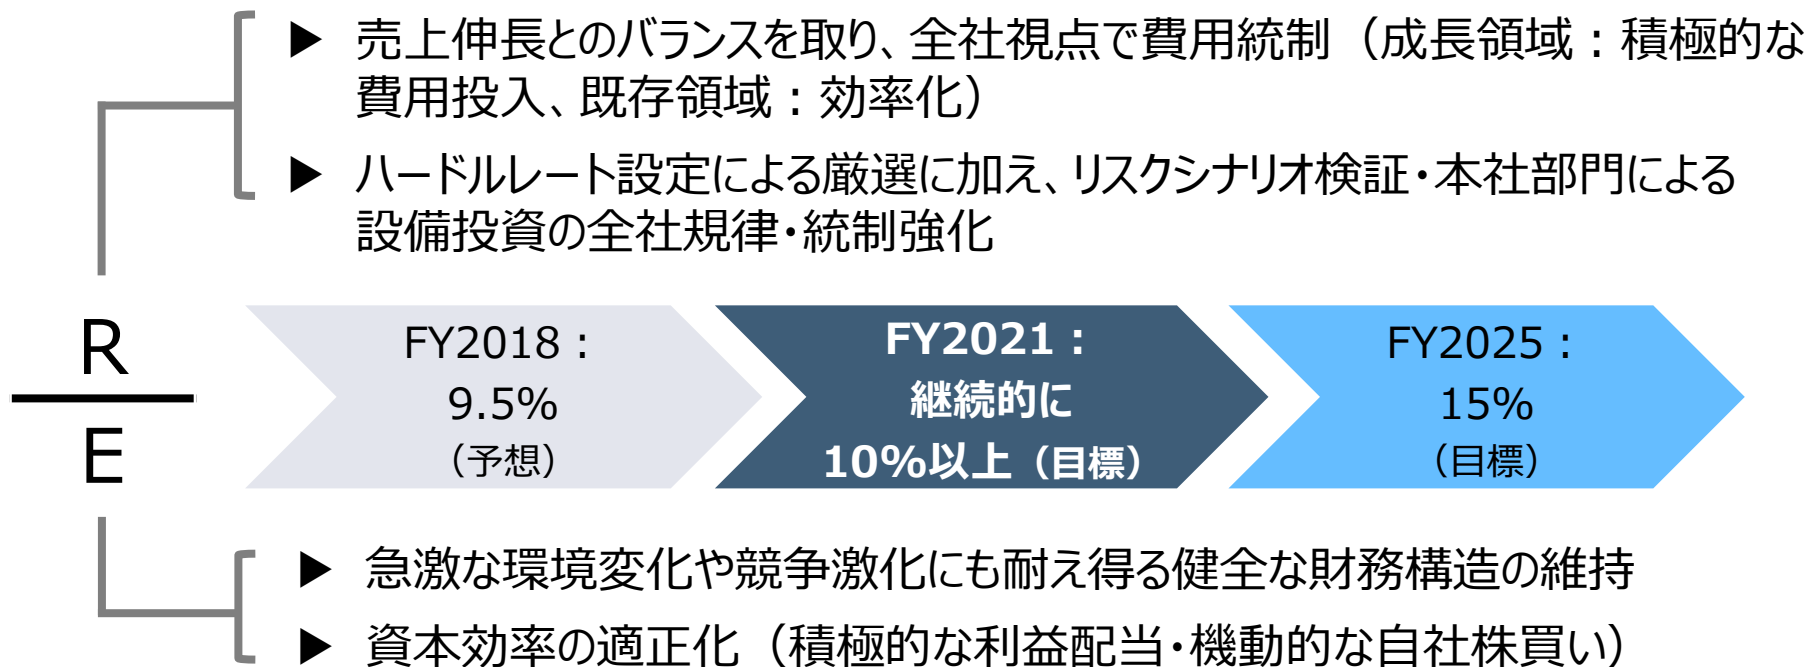 ▶ 売上伸長とのバランスを取り、全社視点で費用統制（成長領域：積極的な
費用投入、既存領域：効率化）
▶ ハードルレート設定による厳選に加え、リスクシナリオ検証・本社部門による
設備投資の全社規律・統制強化
R
E
FY2018：
9.5%
（予想）
FY2021：
継続的に
10%以上（目標）
FY2025：
15%
（目標）
▶ 急激な環境変化や競争激化にも耐え得る健全な財務構造の維持
▶ 資本効率の適正化（積極的な利益配当・機動的な自社株買い）